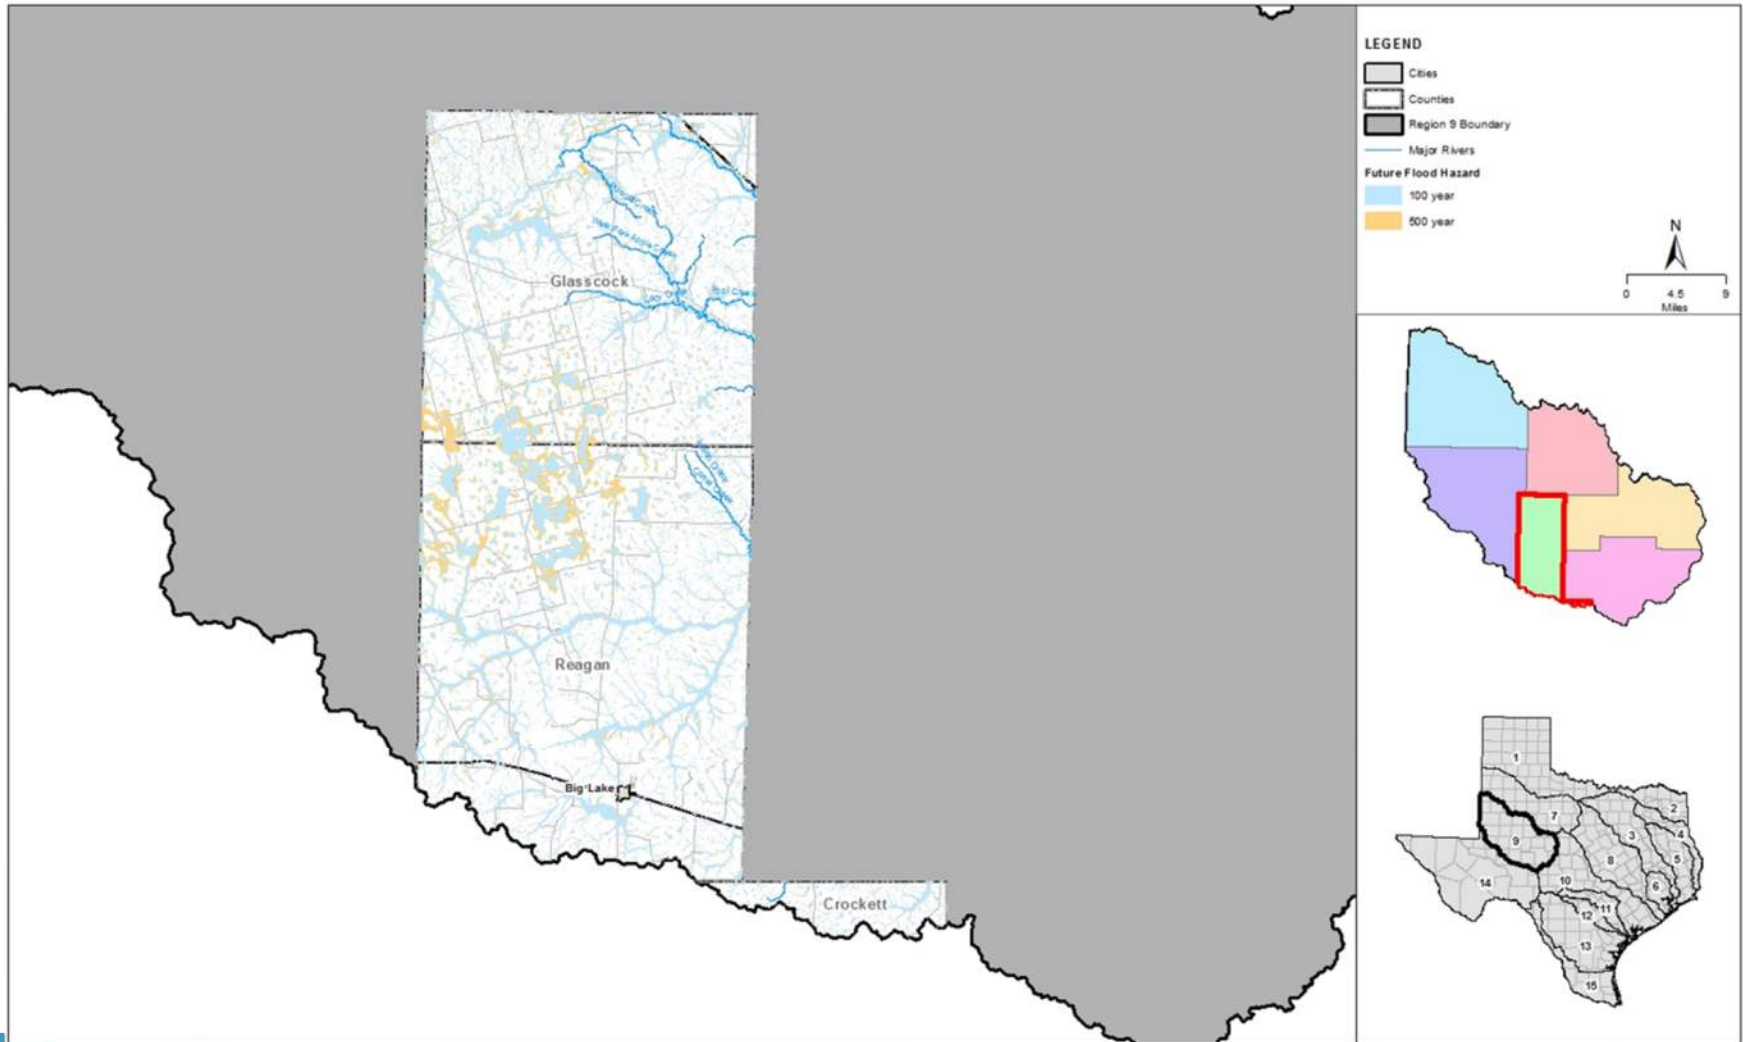 LEGEND
Cities
Counties
Region 9 Boundary
Major Rivers
Future Flood Hazard
100 year
500 year
N
0 4.5 9
Miles
Glasscock
Lacy Creek
Reagan
Big Lake
Crockett
1
2
7
3
4
9
8
5
14
10
6
12
11
13
15